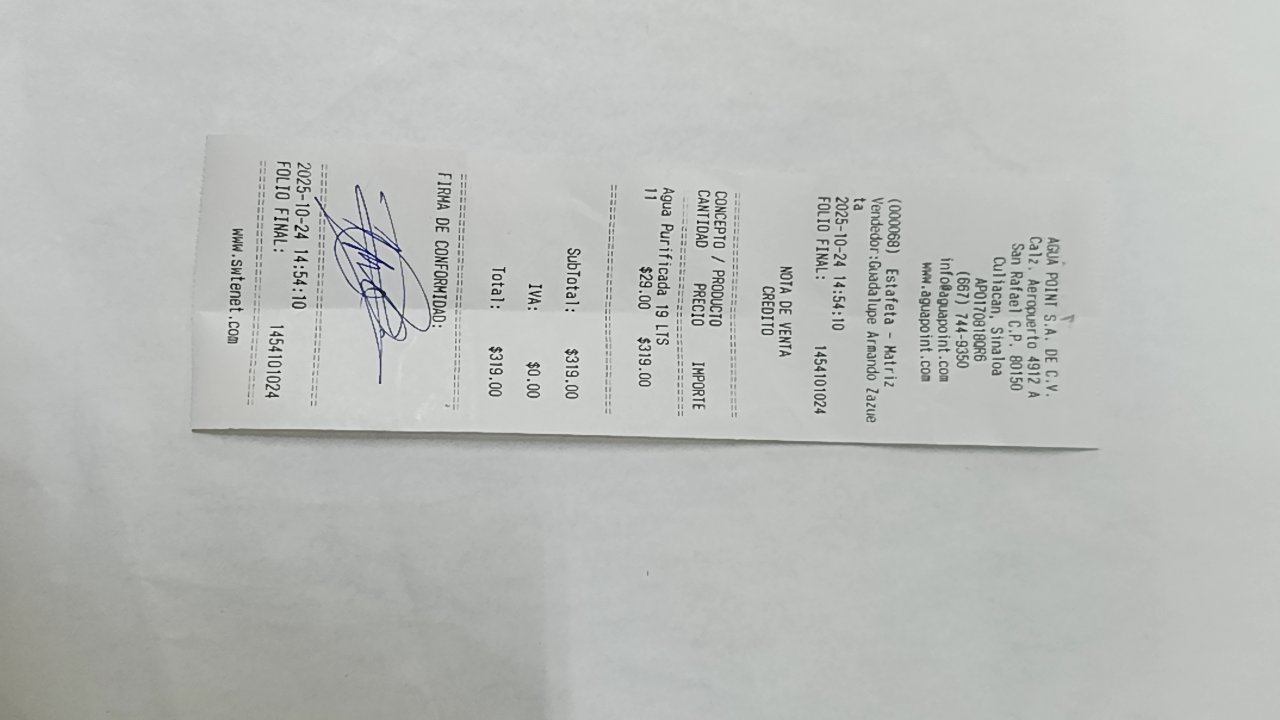 AGUA POINT S.A. DE C.V.
Calz. Aeropuerto 4912 A
San Rafael C.P. 80150
Culiacan, Sinaloa
APO170818QR6
(667) 744-9350
info@aguapoint.com
www.aguapoint.com
(000068) Estafeta - Matriz
Vendedor:Guadalupe Armando Zazue
ta
2025-10-24 14:54:10
FOLIO FINAL: 1454101024
NOTA DE VENTA
CREDITO
CONCEPTO / PRODUCTO
CANTIDAD PRECIO IMPORTE
Agua Purificada 19 LTS
11 $29.00 $319.00
SubTotal: $319.00
IVA: $0.00
Total: $319.00
FIRMA DE CONFORMIDAD:
2025-10-24 14:54:10
FOLIO FINAL: 1454101024
www.swtenet.com